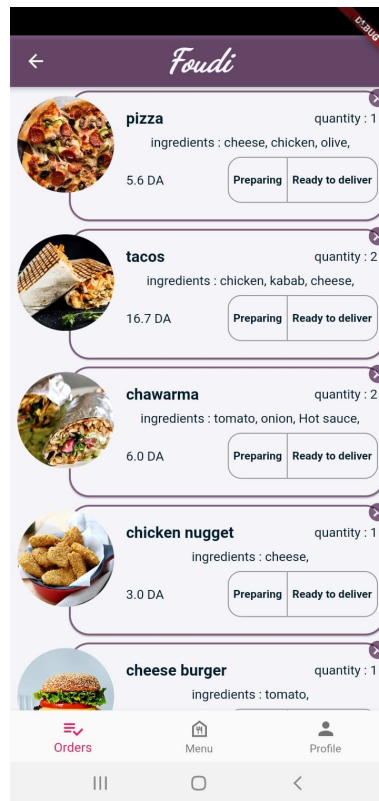 DEBUG
Foudi
pizza quantity : 1
ingredients : cheese, chicken, olive,
5.6 DA Preparing Ready to deliver
tacos quantity : 2
ingredients : chicken, kabab, cheese,
16.7 DA Preparing Ready to deliver
chawarma quantity : 2
ingredients : tomato, onion, Hot sauce,
6.0 DA Preparing Ready to deliver
chicken nugget quantity : 1
ingredients : cheese,
3.0 DA Preparing Ready to deliver
cheese burger quantity : 1
ingredients : tomato,
Orders Menu Profile